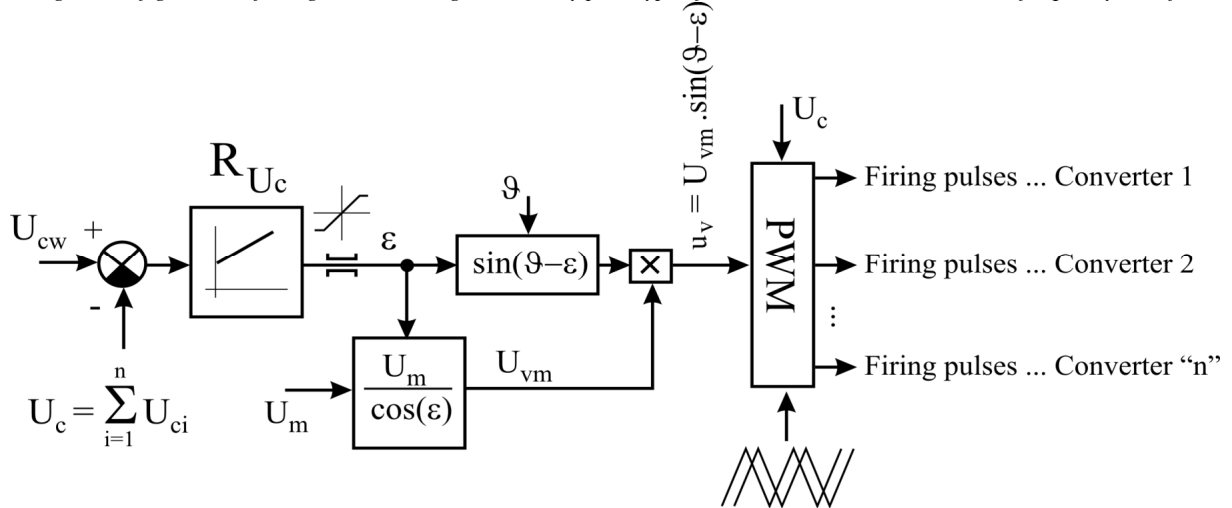 u_v = U_vm .sin(ϑ−ε)
U_c
R_Uc
Firing pulses ... Converter 1
U_cw
+
-
ε
ϑ
sin(ϑ−ε)
×
PWM
Firing pulses ... Converter 2
...
Firing pulses ... Converter “n”
U_c = ∑ U_ci
n
i=1
U_m
U_m
cos(ε)
U_vm